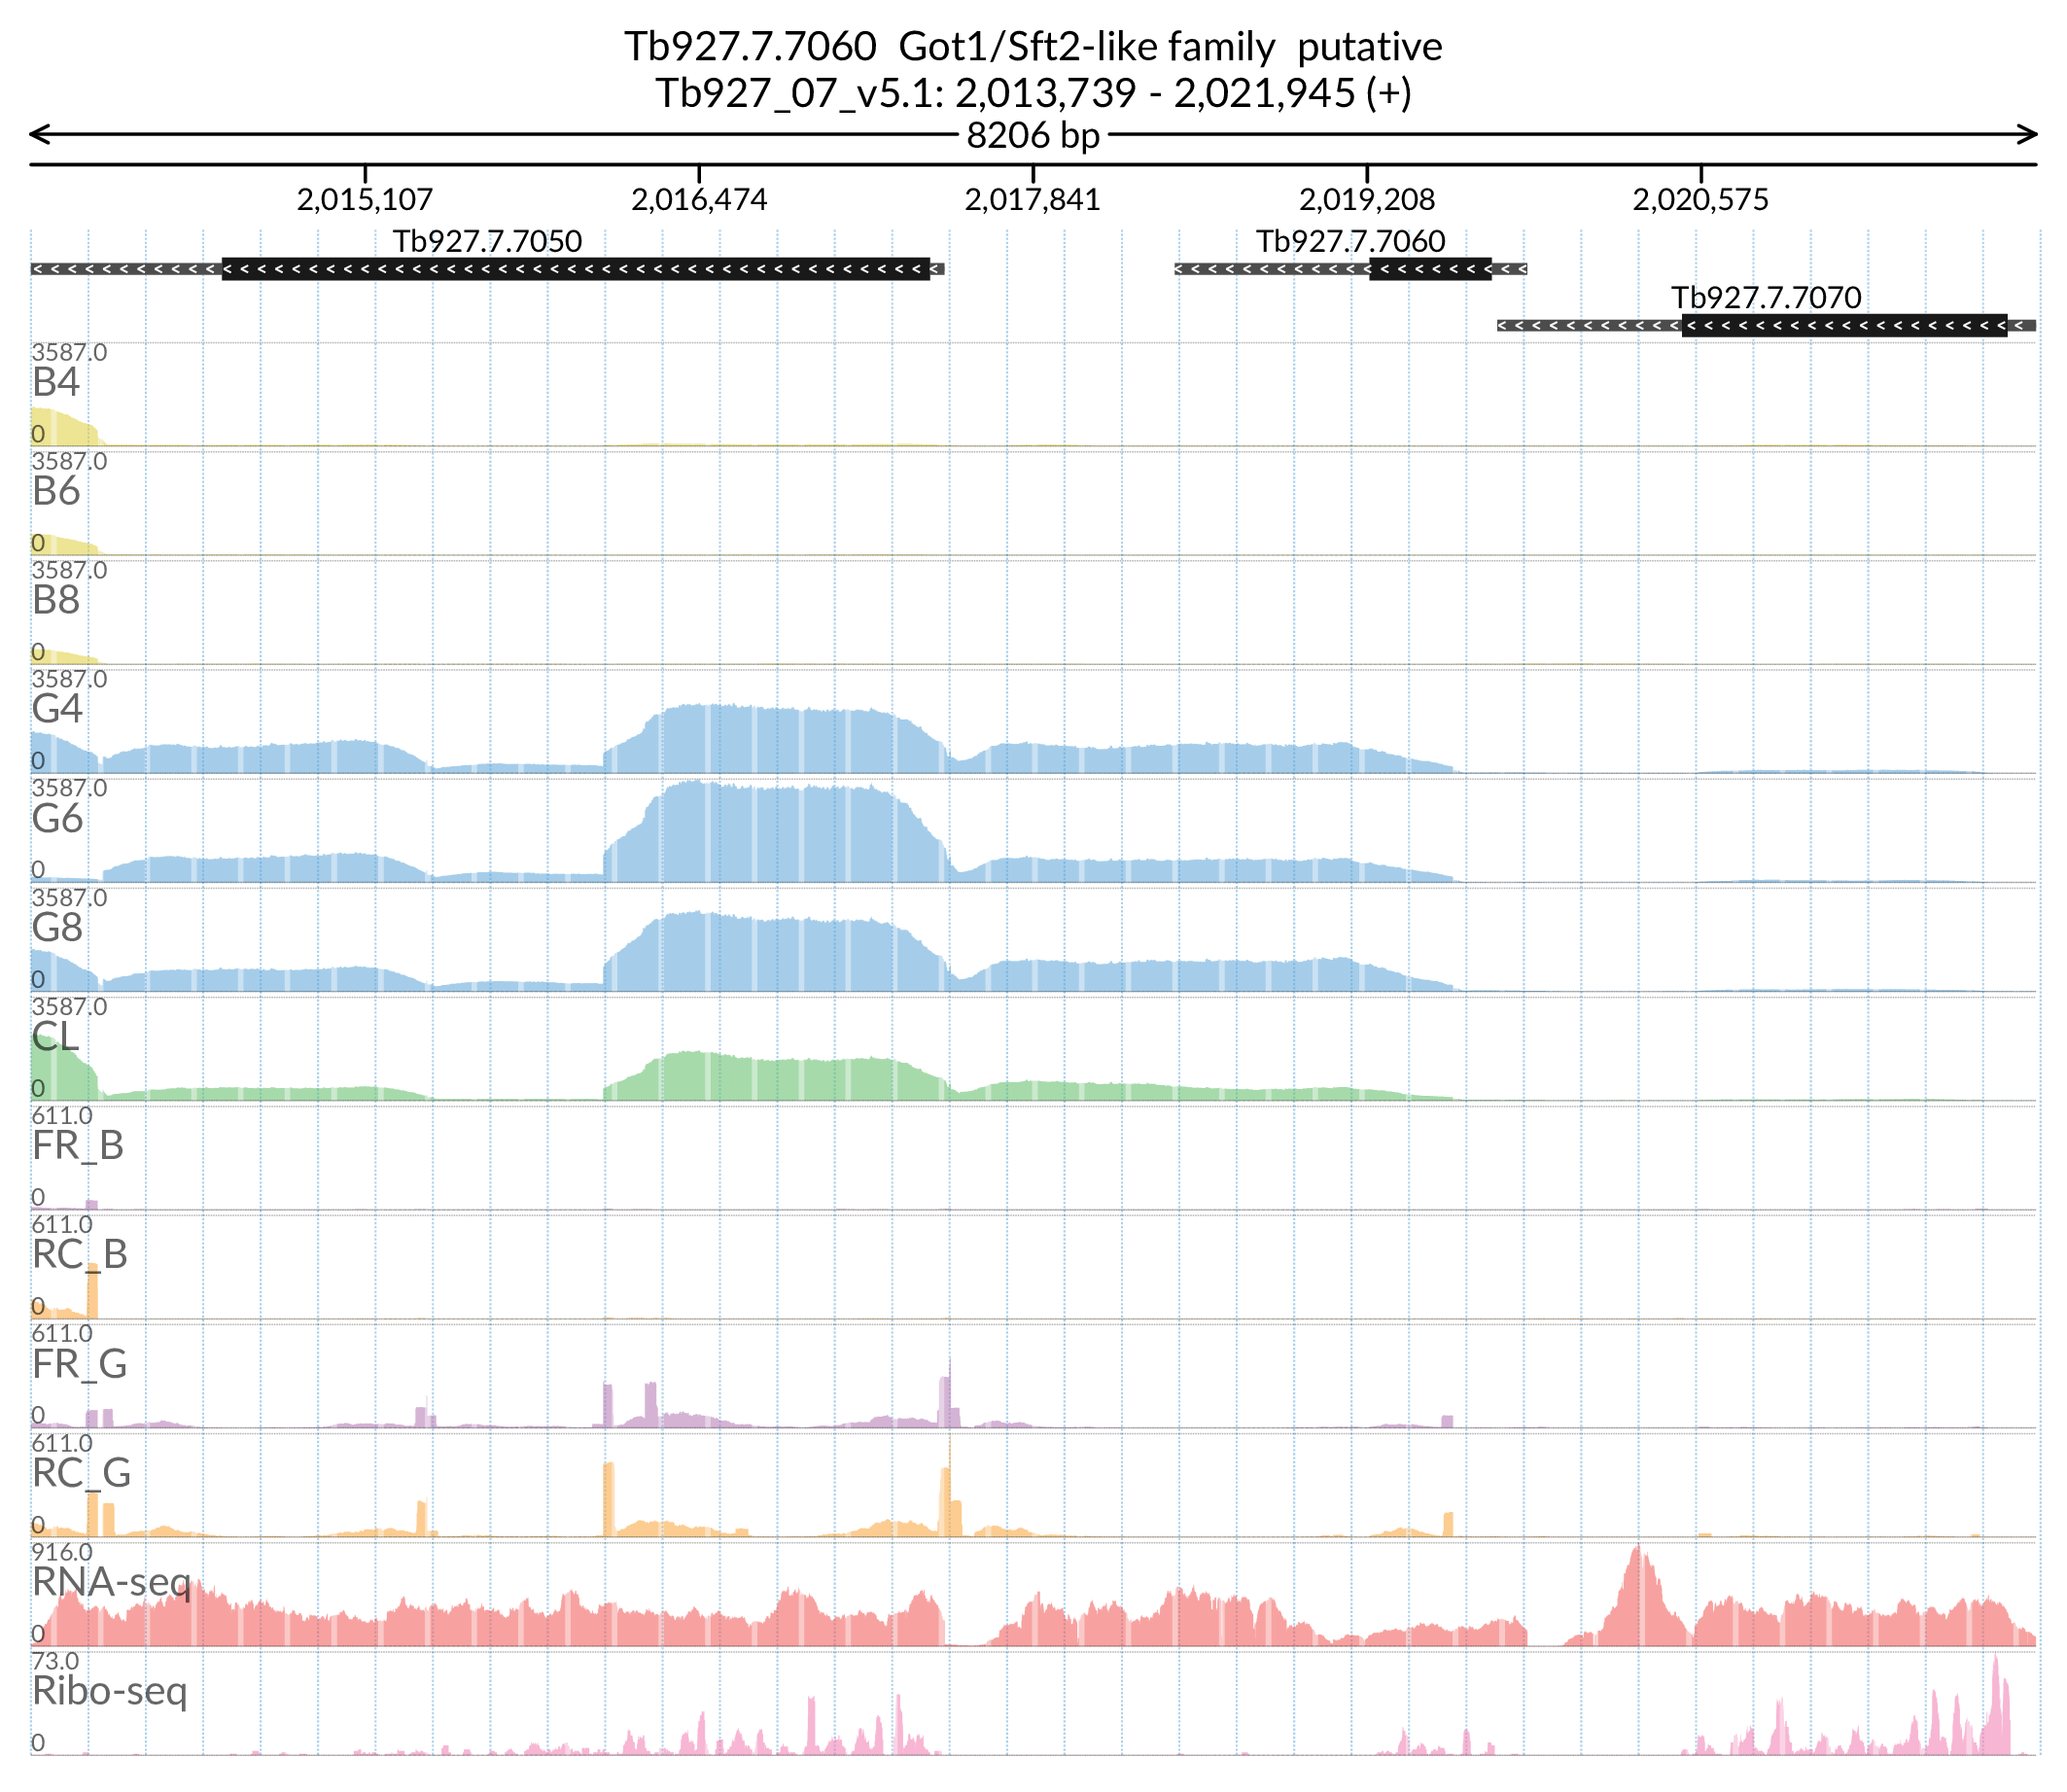 Tb927.7.7060 Got1/Sft2-like family putative
Tb927_07_v5.1: 2,013,739 - 2,021,945 (+)
8206 bp
2,015,107 2,016,474 2,017,841 2,019,208 2,020,575
Tb927.7.7050 Tb927.7.7060
Tb927.7.7070
3587.0
B4
0
3587.0
B6
0
3587.0
B8
0
3587.0
G4
0
3587.0
G6
0
3587.0
G8
0
3587.0
CL
0
611.0
FR_B
0
611.0
RC_B
0
611.0
FR_G
0
611.0
RC_G
0
916.0
RNA-seq
0
73.0
Ribo-seq
0